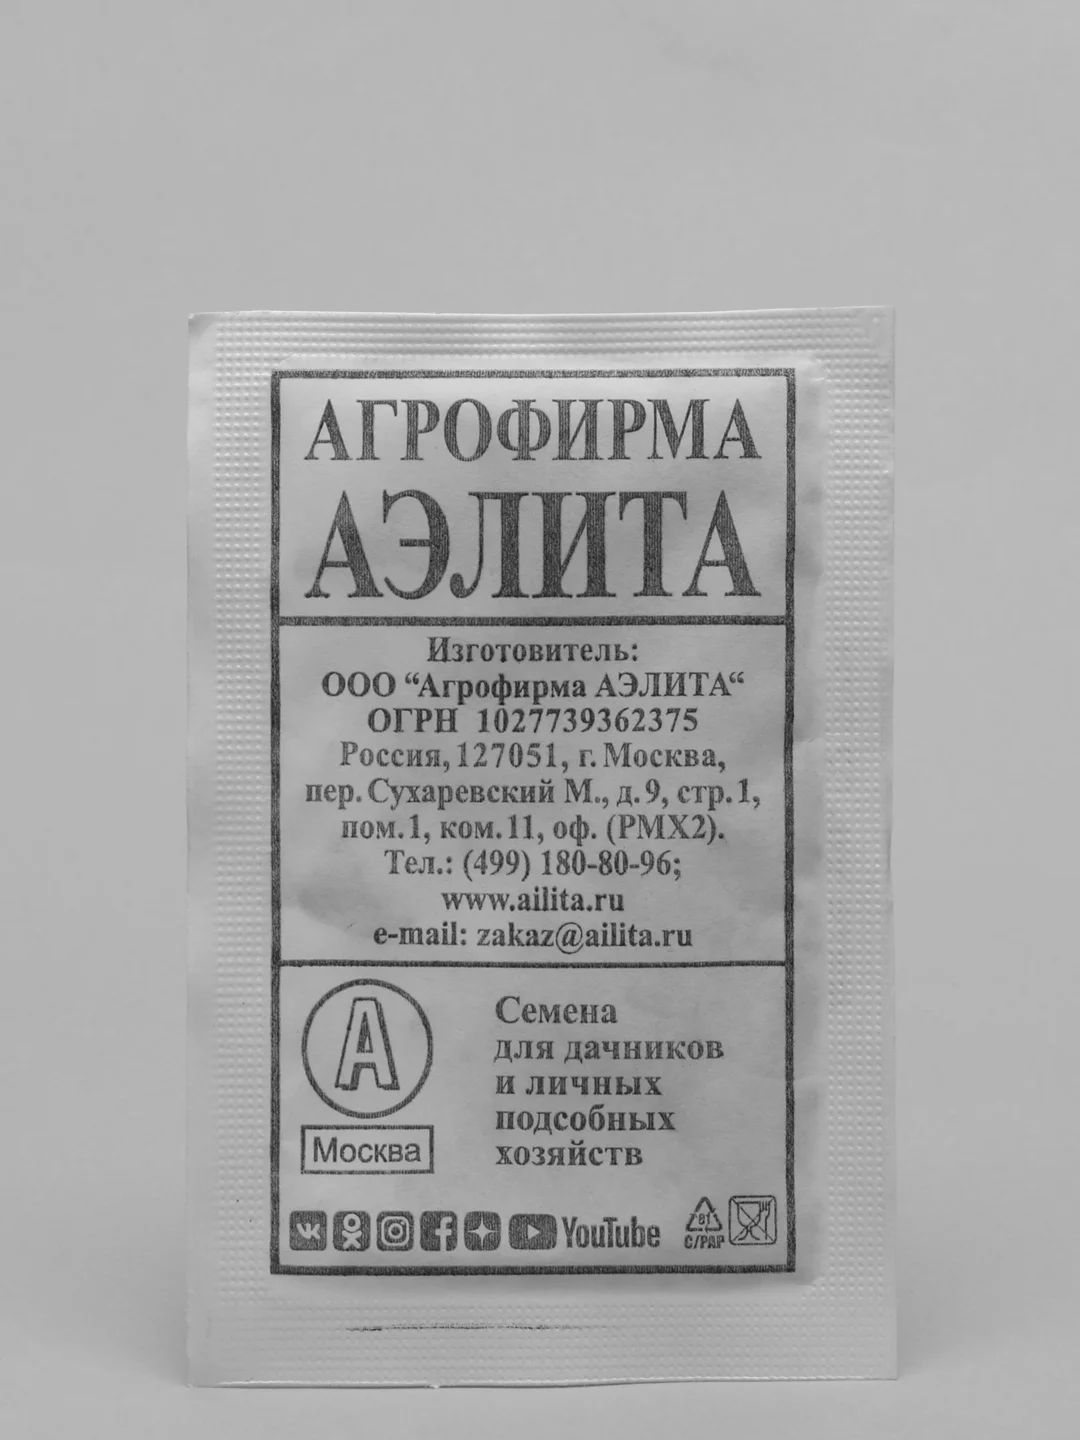 АГРОФИРМА
АЭЛИТА
Изготовитель:
ООО “Агрофирма АЭЛИТА“
ОГРН 1027739362375
Россия, 127051, г. Москва,
пер. Сухаревский М., д. 9, стр. 1,
пом. 1, ком. 11, оф. (РМХ2).
Тел.: (499) 180-80-96;
www.ailita.ru
e-mail: zakaz@ailita.ru
А
Москва
Семена
для дачников
и личных
подсобных
хозяйств
YouTube
81
C/PAP